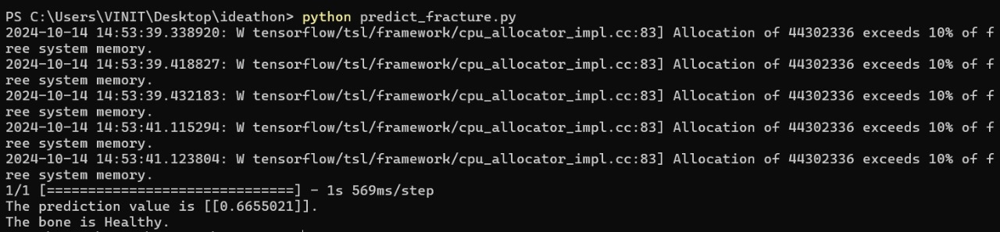 PS C:\Users\VINIT\Desktop\ideathon> python predict_fracture.py
2024-10-14 14:53:39.338920: W tensorflow/tsl/framework/cpu_allocator_impl.cc:83] Allocation of 44302336 exceeds 10% of f
ree system memory.
2024-10-14 14:53:39.418827: W tensorflow/tsl/framework/cpu_allocator_impl.cc:83] Allocation of 44302336 exceeds 10% of f
ree system memory.
2024-10-14 14:53:39.432183: W tensorflow/tsl/framework/cpu_allocator_impl.cc:83] Allocation of 44302336 exceeds 10% of f
ree system memory.
2024-10-14 14:53:41.115294: W tensorflow/tsl/framework/cpu_allocator_impl.cc:83] Allocation of 44302336 exceeds 10% of f
ree system memory.
2024-10-14 14:53:41.123804: W tensorflow/tsl/framework/cpu_allocator_impl.cc:83] Allocation of 44302336 exceeds 10% of f
ree system memory.
1/1 [==============================] - 1s 569ms/step
The prediction value is [[0.6655021]].
The bone is Healthy.